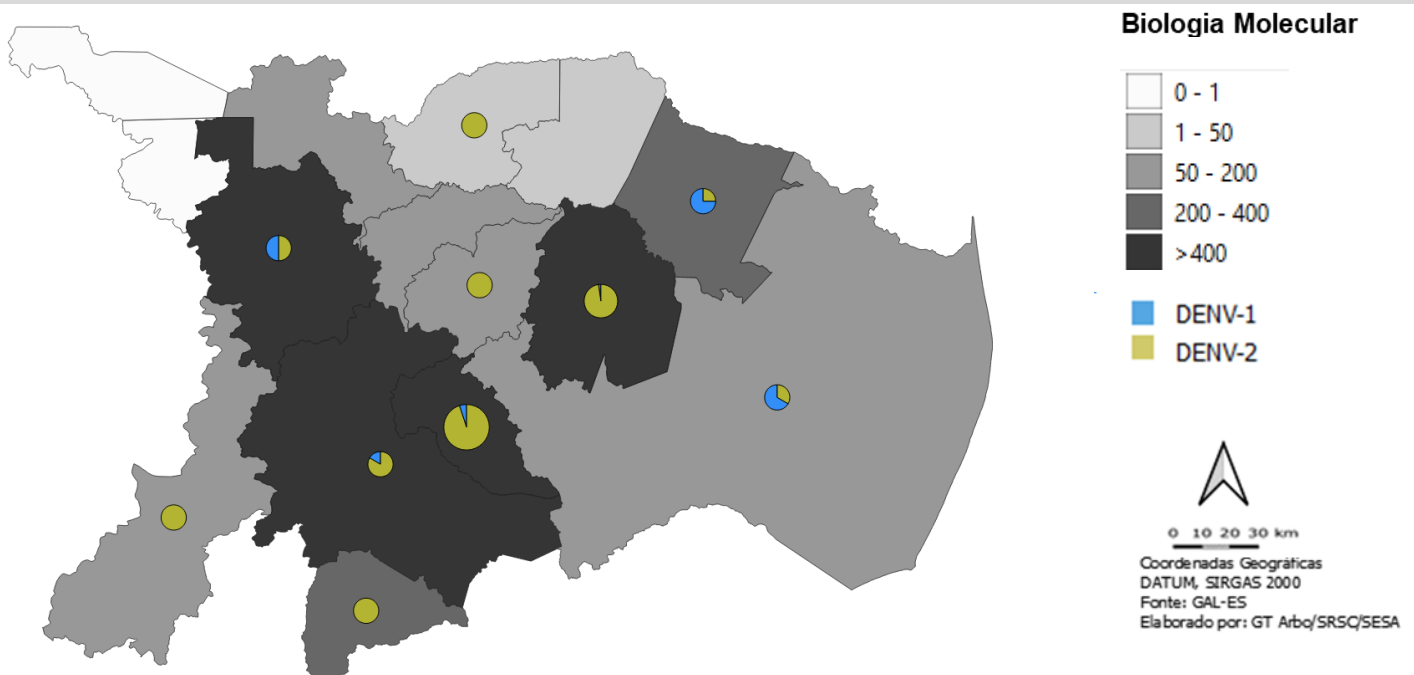 Biologia Molecular
0 - 1
1 - 50
50 - 200
200 - 400
>400
DENV-1
DENV-2
0 10 20 30 km
Coordenadas Geográficas
DATUM, SIRGAS 2000
Fonte: GAL-ES
Elaborado por: GT Arbo/SRSC/SESA